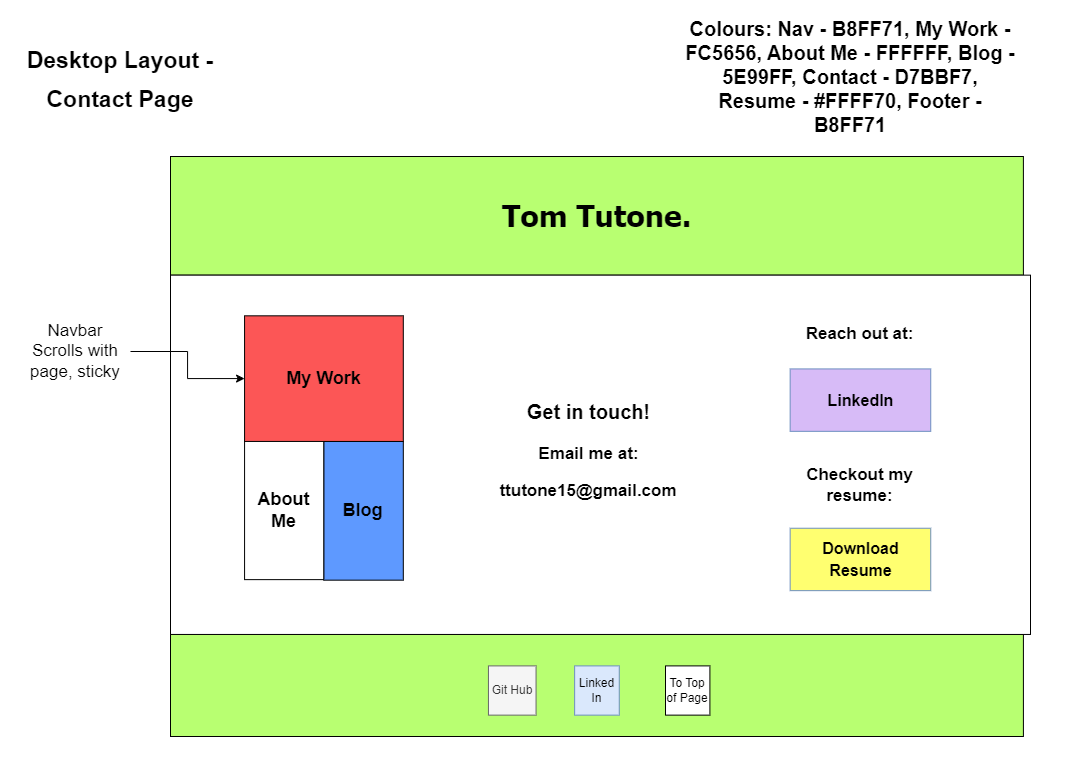 Desktop Layout -
Contact Page
Colours: Nav - B8FF71, My Work -
FC5656, About Me - FFFFFF, Blog -
5E99FF, Contact - D7BBF7,
Resume - #FFFF70, Footer -
B8FF71
Tom Tutone.
Navbar
Scrolls with
page, sticky
My Work
About
Me
Blog
Get in touch!
Email me at:
ttutone15@gmail.com
Reach out at:
LinkedIn
Checkout my
resume:
Download
Resume
Git Hub
Linked
In
To Top
of Page